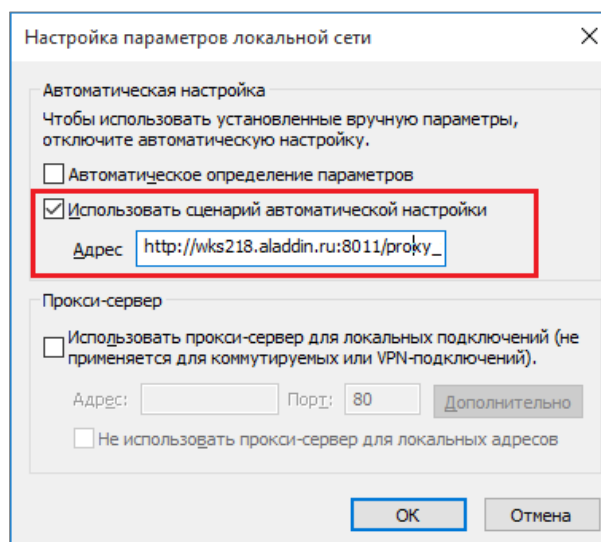 Настройка параметров локальной сети
Автоматическая настройка
Чтобы использовать установленные вручную параметры,
отключите автоматическую настройку.
Автоматическое определение параметров
Использовать сценарий автоматической настройки
Адрес http://wks218.aladdin.ru:8011/proxy_
Прокси-сервер
Использовать прокси-сервер для локальных подключений (не
применяется для коммутируемых или VPN-подключений).
Адрес: Порт: 80 Дополнительно
Не использовать прокси-сервер для локальных адресов
ОК Отмена